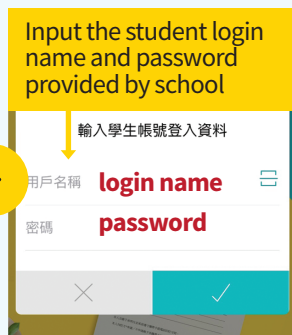 Input the student login
name and password
provided by school
輸入學生帳號登入資料
用戶名稱 login name
密碼 password